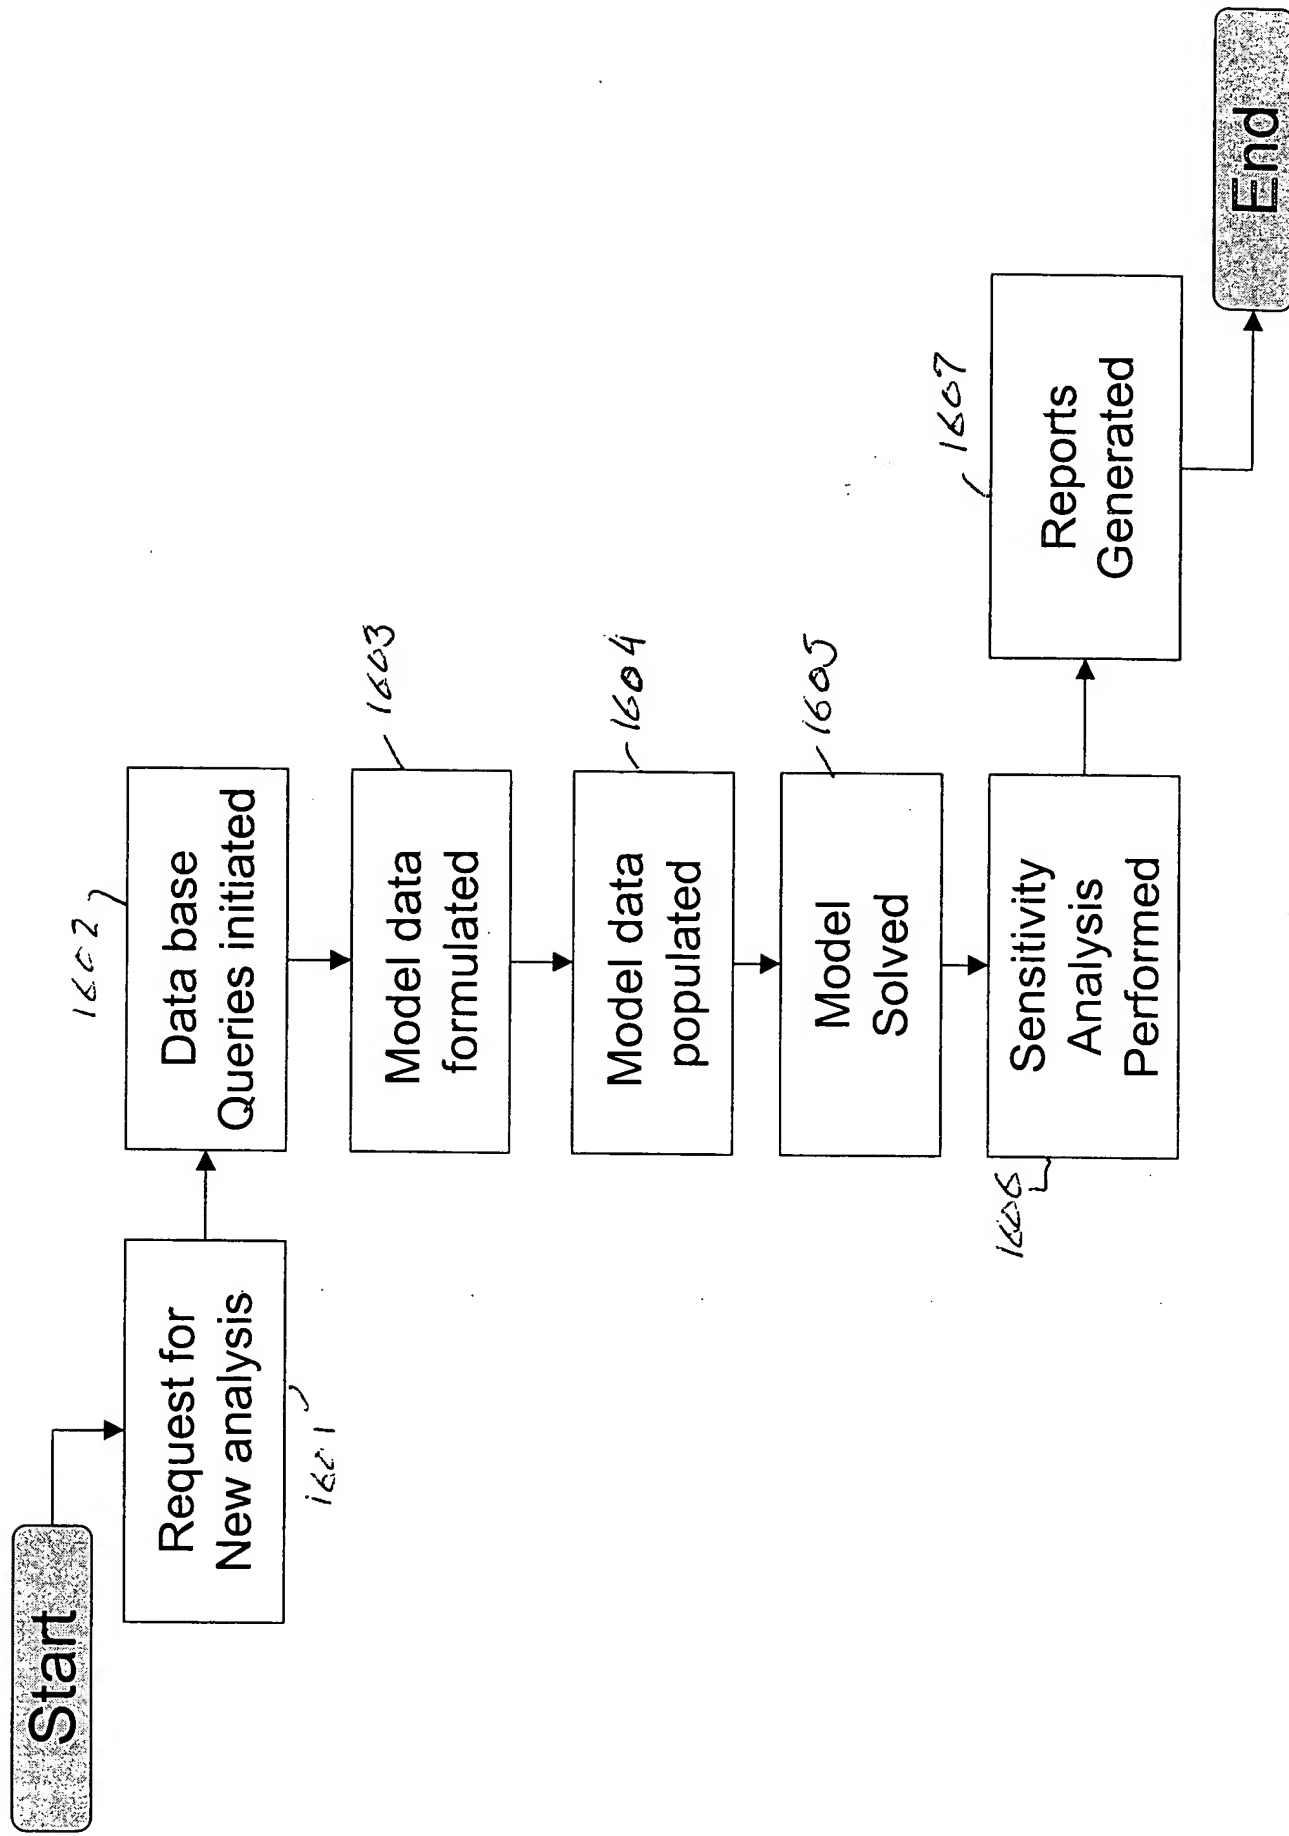 Start
Request for
New analysis
1601
1602
Data base
Queries initiated
1603
Model data
formulated
1604
Model data
populated
1605
Model
Solved
1606
Sensitivity
Analysis
Performed
1607
Reports
Generated
End